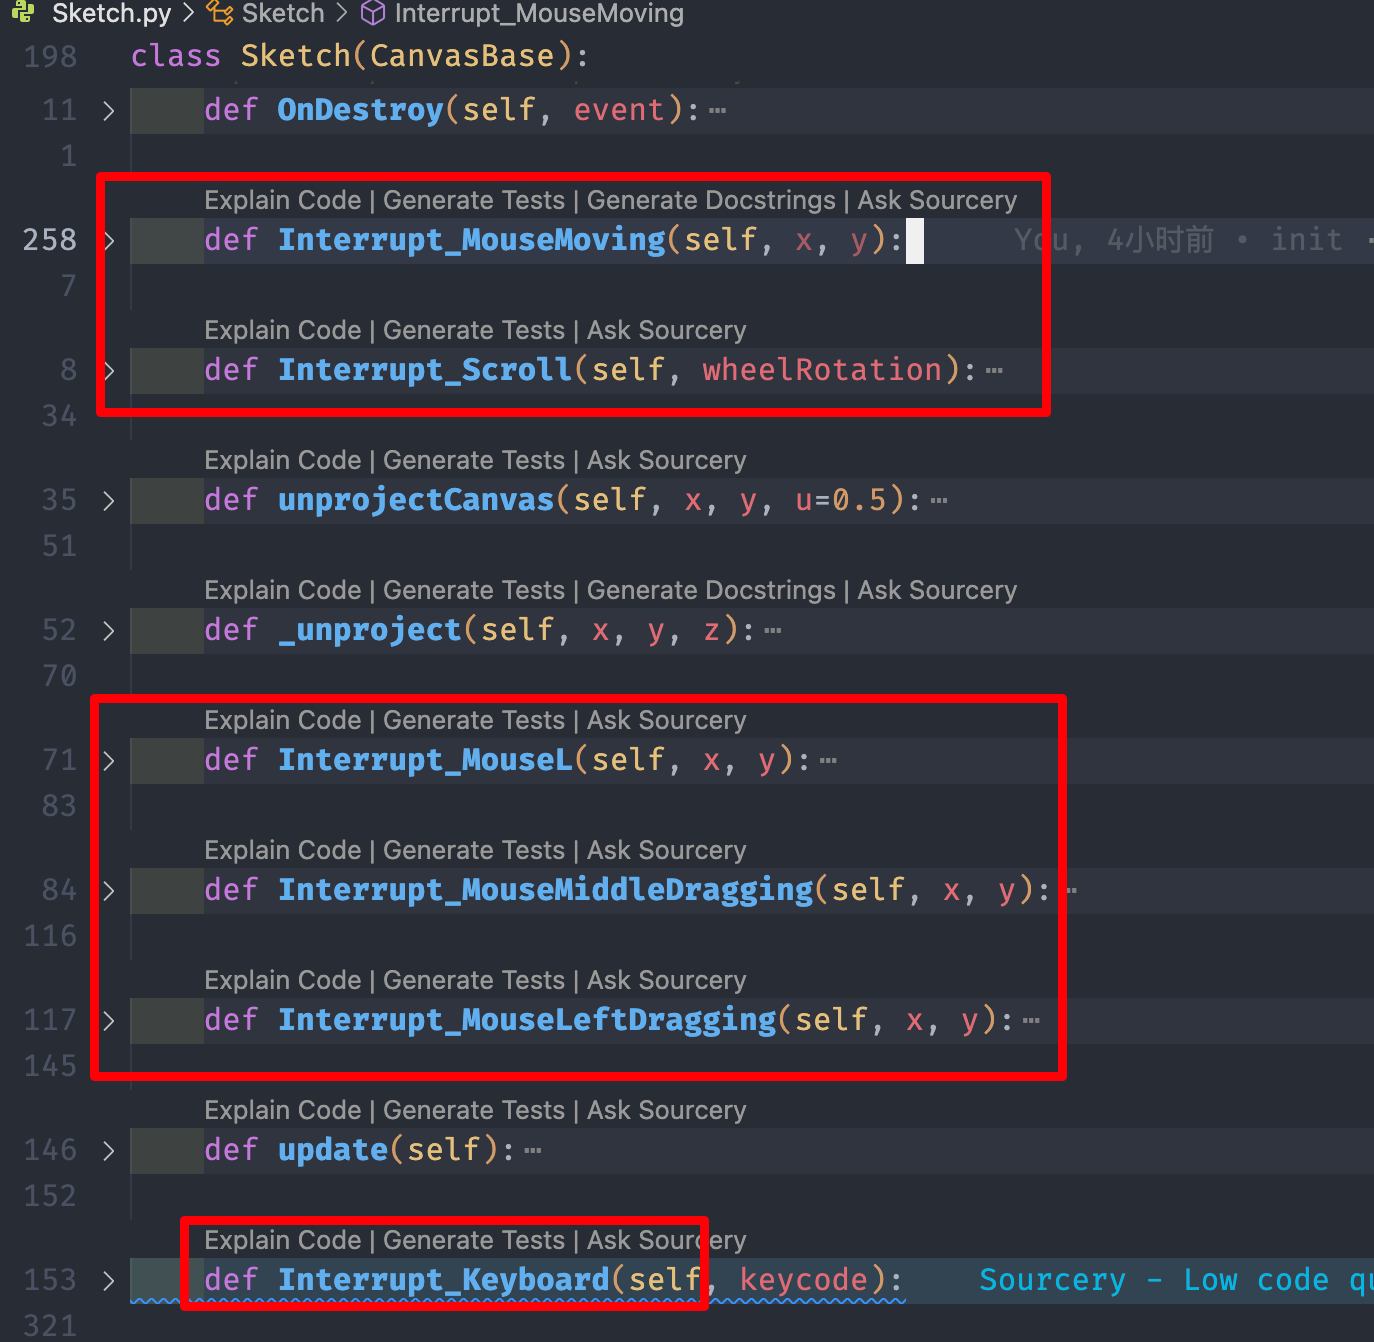 Sketch.py > Sketch > Interrupt_MouseMoving
198 class Sketch(CanvasBase):
11 > def OnDestroy(self, event):⋯
1
Explain Code | Generate Tests | Generate Docstrings | Ask Sourcery
258 > def Interrupt_MouseMoving(self, x, y): You, 4小时前 • init
7
Explain Code | Generate Tests | Ask Sourcery
8 > def Interrupt_Scroll(self, wheelRotation):⋯
34
Explain Code | Generate Tests | Ask Sourcery
35 > def unprojectCanvas(self, x, y, u=0.5):⋯
51
Explain Code | Generate Tests | Generate Docstrings | Ask Sourcery
52 > def _unproject(self, x, y, z):⋯
70
Explain Code | Generate Tests | Ask Sourcery
71 > def Interrupt_MouseL(self, x, y):⋯
83
Explain Code | Generate Tests | Ask Sourcery
84 > def Interrupt_MouseMiddleDragging(self, x, y):⋯
116
Explain Code | Generate Tests | Ask Sourcery
117 > def Interrupt_MouseLeftDragging(self, x, y):⋯
145
Explain Code | Generate Tests | Ask Sourcery
146 > def update(self):⋯
152
Explain Code | Generate Tests | Ask Sourcery
153 > def Interrupt_Keyboard(self, keycode): Sourcery - Low code qu
321